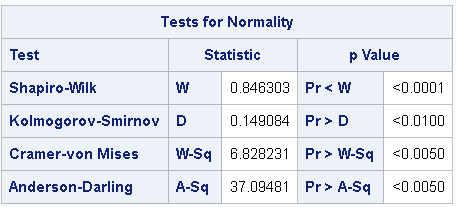 Tests for Normality
Test Statistic p Value
Shapiro-Wilk W 0.846303 Pr < W <0.0001
Kolmogorov-Smirnov D 0.149084 Pr > D <0.0100
Cramer-von Mises W-Sq 6.828231 Pr > W-Sq <0.0050
Anderson-Darling A-Sq 37.09481 Pr > A-Sq <0.0050